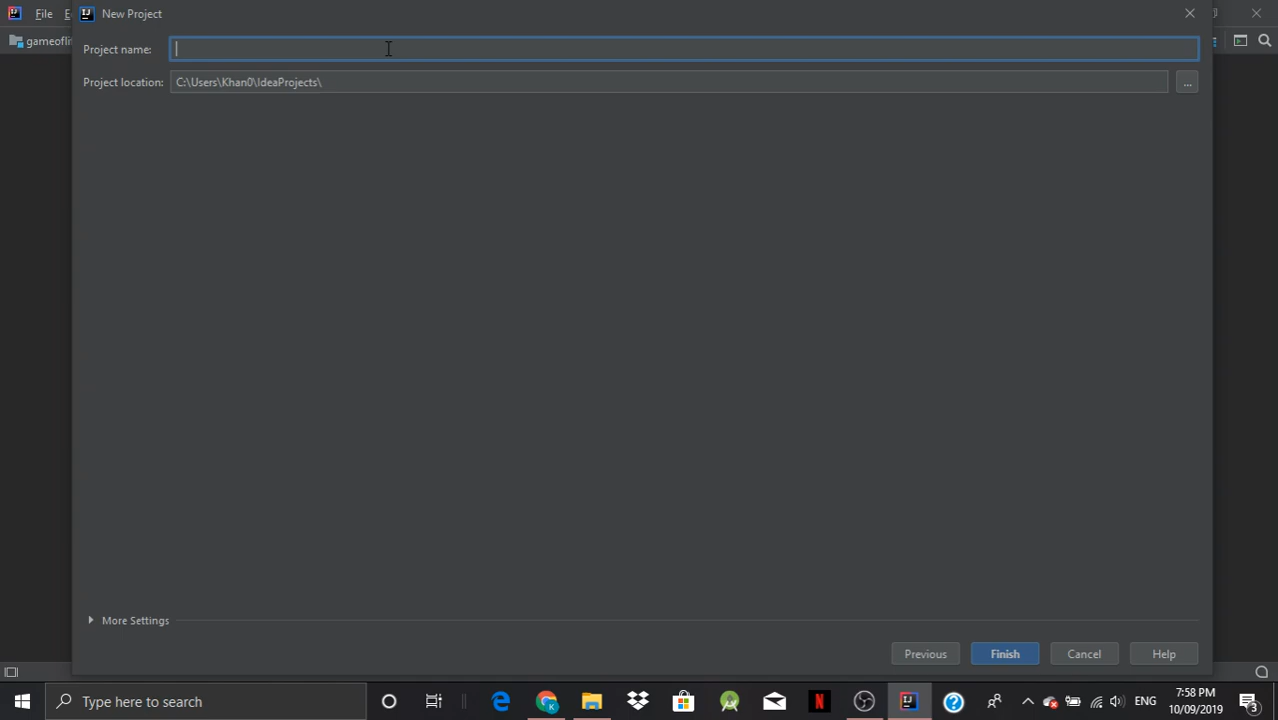 File
New Project
gameofli
Project name:
Project location: C:\Users\Khan0\IdeaProjects\ ...
More Settings
Previous Finish Cancel Help
Type here to search
ENG
7:58 PM
10/09/2019
3